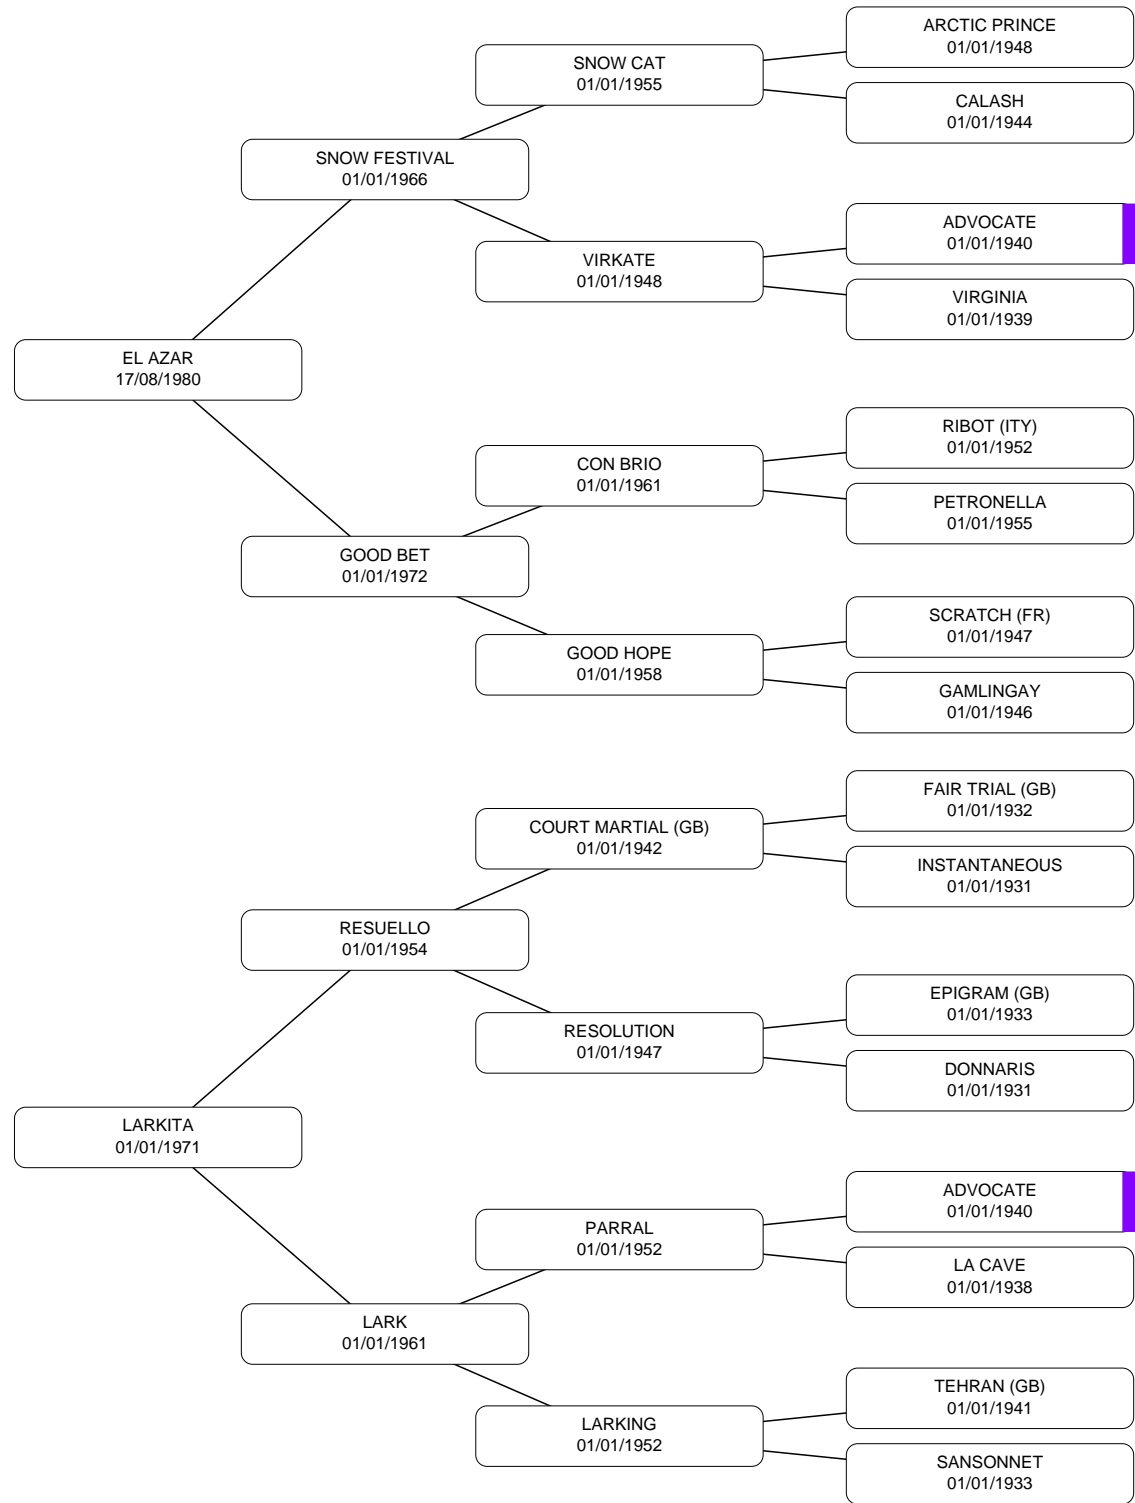 ARCTIC PRINCE
01/01/1948
SNOW CAT
01/01/1955
CALASH
01/01/1944
SNOW FESTIVAL
01/01/1966
ADVOCATE
01/01/1940
VIRKATE
01/01/1948
VIRGINIA
01/01/1939
EL AZAR
17/08/1980
RIBOT (ITY)
01/01/1952
CON BRIO
01/01/1961
PETRONELLA
01/01/1955
GOOD BET
01/01/1972
SCRATCH (FR)
01/01/1947
GOOD HOPE
01/01/1958
GAMLINGAY
01/01/1946
FAIR TRIAL (GB)
01/01/1932
COURT MARTIAL (GB)
01/01/1942
INSTANTANEOUS
01/01/1931
RESUELLO
01/01/1954
EPIGRAM (GB)
01/01/1933
RESOLUTION
01/01/1947
DONNARIS
01/01/1931
LARKITA
01/01/1971
ADVOCATE
01/01/1940
PARRAL
01/01/1952
LA CAVE
01/01/1938
LARK
01/01/1961
TEHRAN (GB)
01/01/1941
LARKING
01/01/1952
SANSONNET
01/01/1933